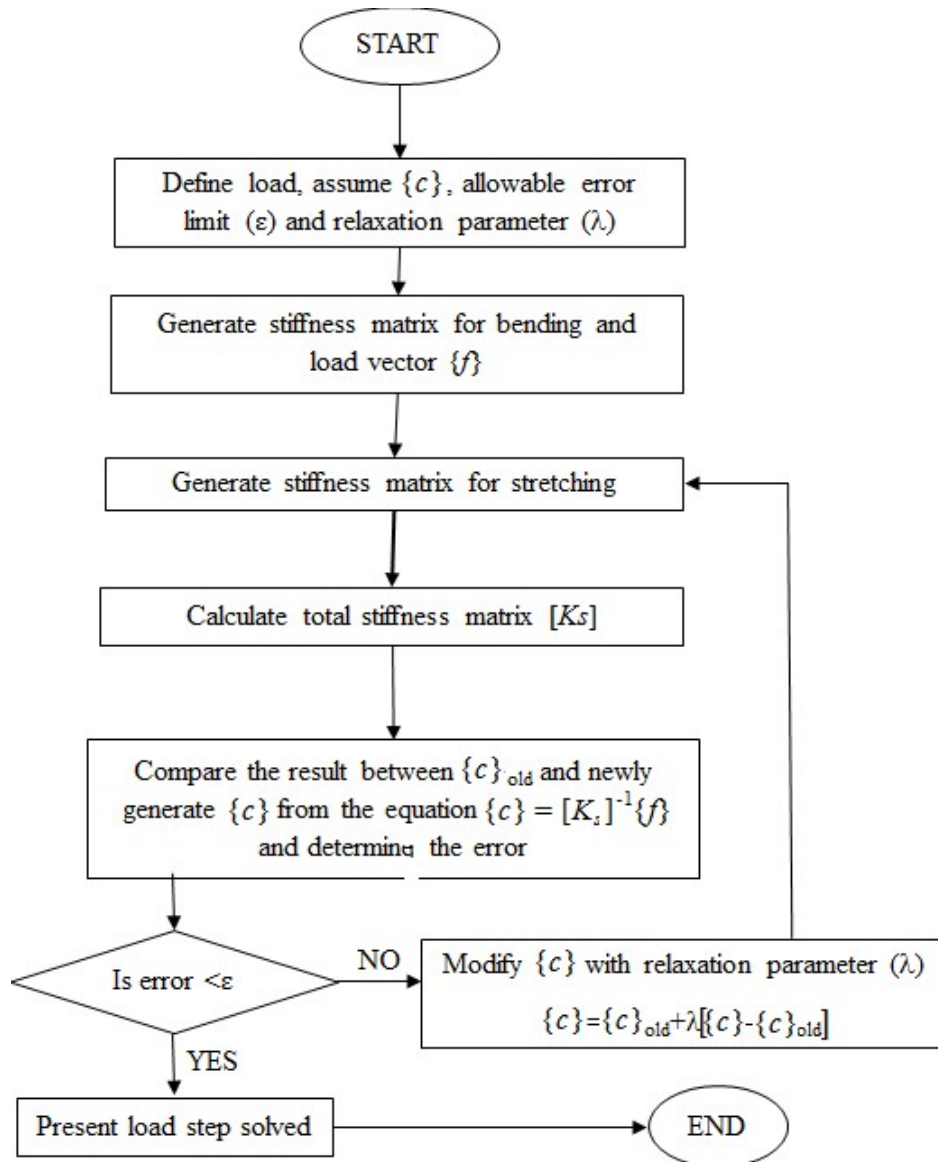 START
Define load, assume {c}, allowable error
limit (ε) and relaxation parameter (λ)
Generate stiffness matrix for bending and
load vector {f}
Generate stiffness matrix for stretching
Calculate total stiffness matrix [Ks]
Compare the result between {c}old and newly
generate {c} from the equation {c} = [Ks]-1{f}
and determine the error
Is error <ε
NO
Modify {c} with relaxation parameter (λ)
{c}={c}old+λ[{c}-{c}old]
YES
Present load step solved
END